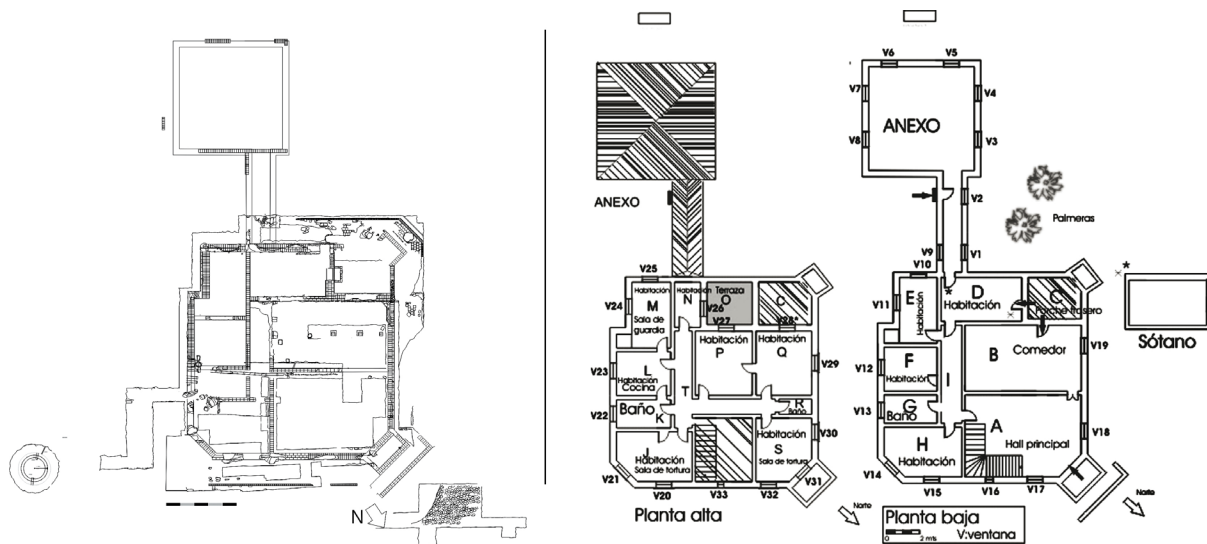 N
ANEXO
V25
V24
Habitación
M
Sala de
guardia
Habitación
N
V26
Terraza
O
V27
C
V28*
V23
L
Habitación
Cocina
Habitación
P
Habitación
Q
V29
T
V22
Baño
K
R
Baño
J
Habitación
Sala de tortura
Habitación
S
Sala de tortura
V30
V21
V20
V33
V32
V31
Planta alta
Norte
V6
V5
V7
V4
ANEXO
V8
V3
V2
Palmeras
V9
V1
V10
*
*
E
Habitación
D
Habitación
C
Porche trasero
V11
Sótano
B
Comedor
V19
V12
F
Habitación
I
V13
G
Baño
A
Hall principal
V18
H
Habitación
V14
V15
V16
V17
Norte
Planta baja
0 2 mts
V:ventana